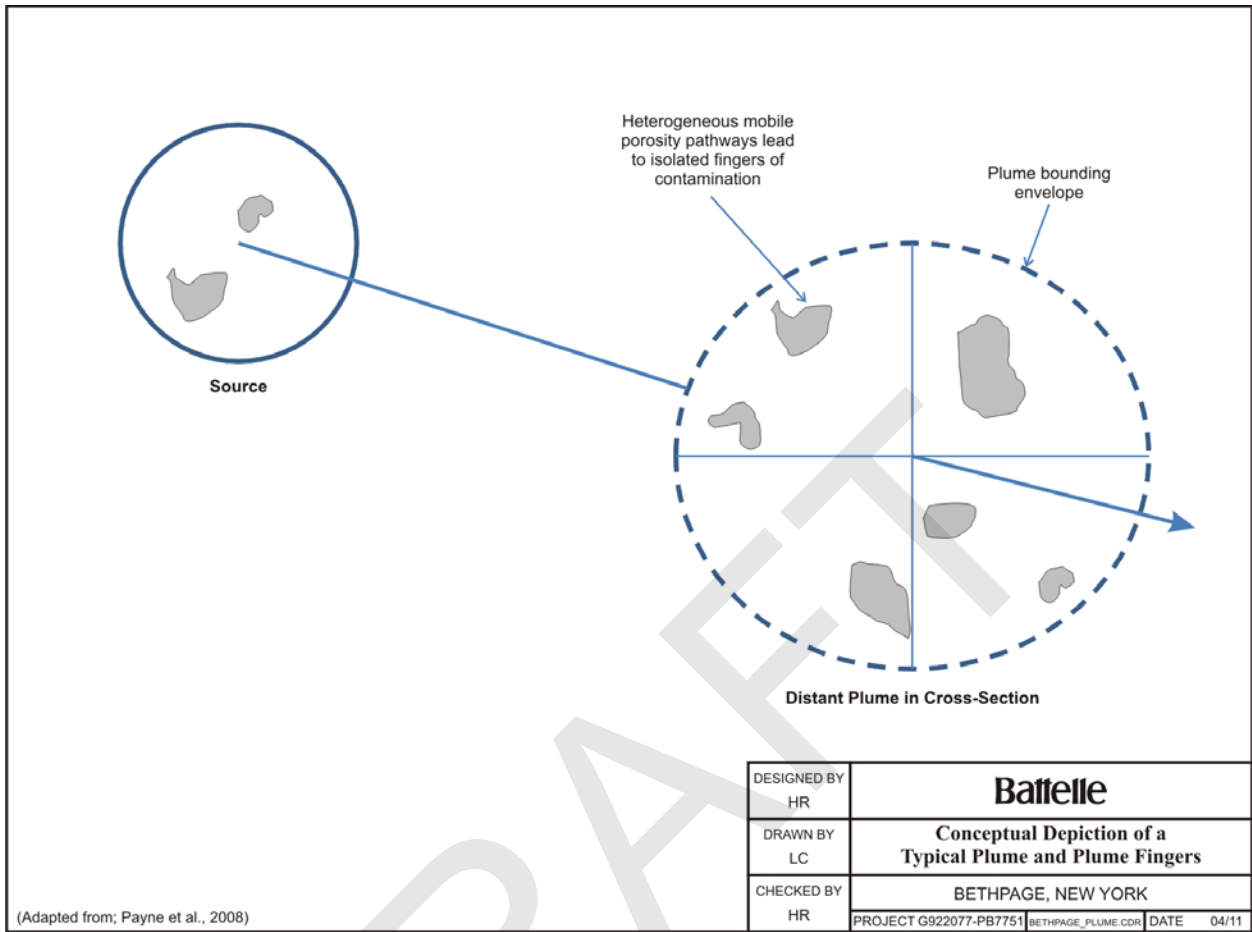 Heterogeneous mobile
porosity pathways lead
to isolated fingers of
contamination
Plume bounding
envelope
Source
Distant Plume in Cross-Section
DRAFT
DESIGNED BY
HR
Battelle
DRAWN BY
LC
Conceptual Depiction of a
Typical Plume and Plume Fingers
CHECKED BY
HR
BETHPAGE, NEW YORK
PROJECT G922077-PB7751 BETHPAGE_PLUME.CDR DATE 04/11
(Adapted from; Payne et al., 2008)